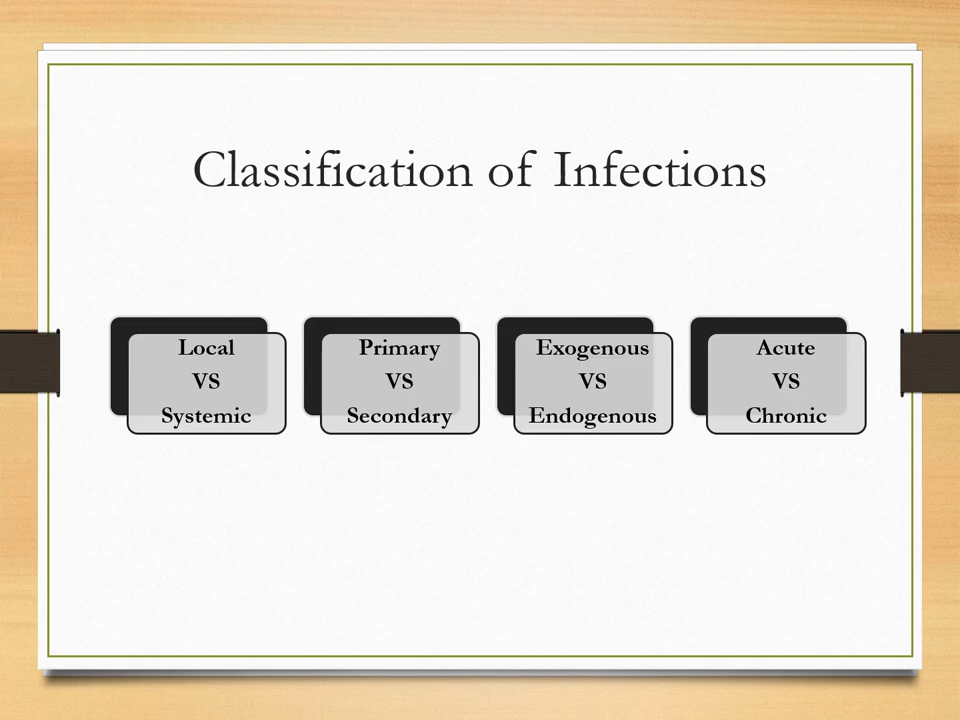 Classification of Infections
Local
VS
Systemic
Primary
VS
Secondary
Exogenous
VS
Endogenous
Acute
VS
Chronic